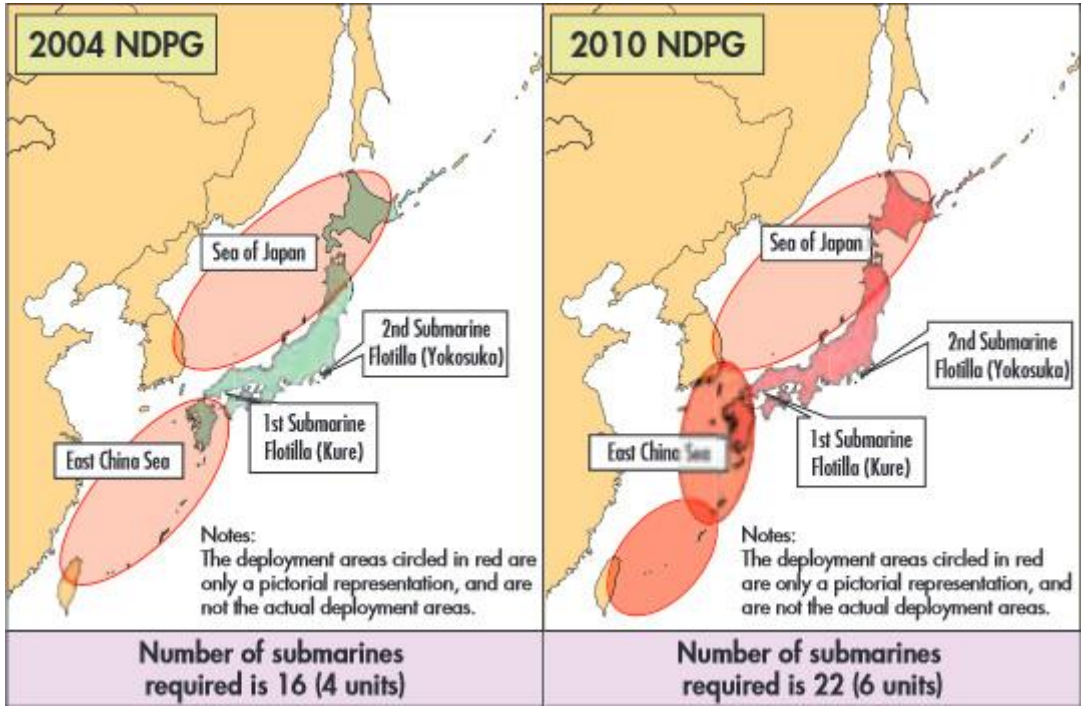 2004 NDPG
Sea of Japan
2nd Submarine
Flotilla (Yokosuka)
1st Submarine
Flotilla (Kure)
East China Sea
Notes:
The deployment areas circled in red are
only a pictorial representation, and are
not the actual deployment areas.
Number of submarines
required is 16 (4 units)
2010 NDPG
Sea of Japan
2nd Submarine
Flotilla (Yokosuka)
1st Submarine
Flotilla (Kure)
East China Sea
Notes:
The deployment areas circled in red
are only a pictorial representation, and
are not the actual deployment areas.
Number of submarines
required is 22 (6 units)